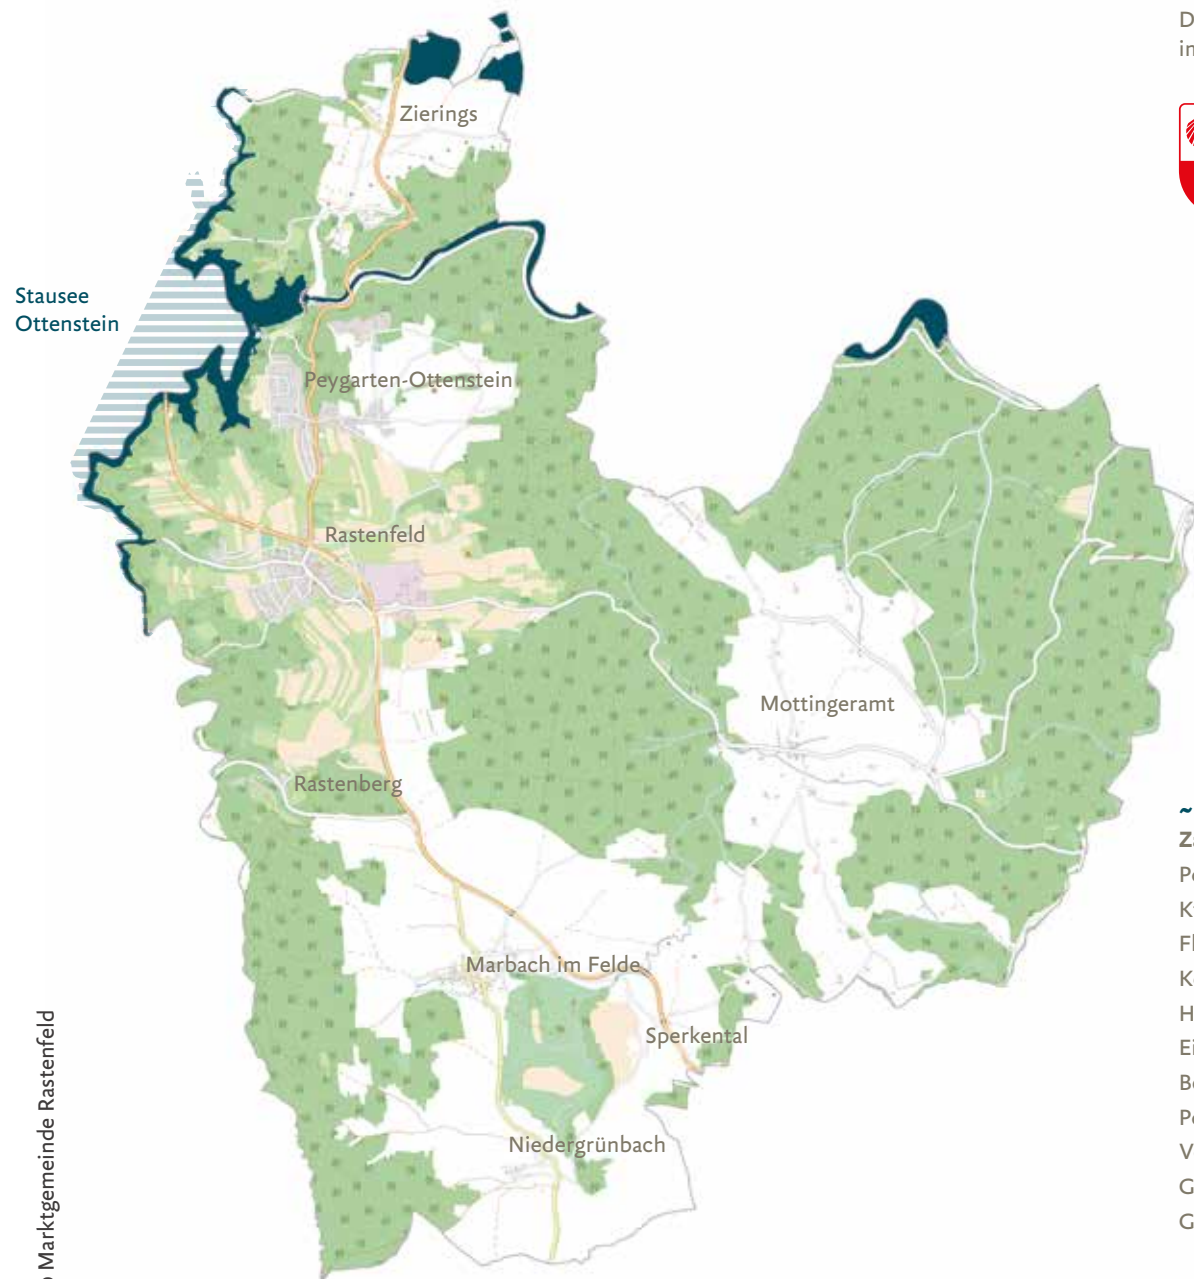 Zierings
Stausee
Ottenstein
Peygarten-Ottenstein
Rastenfeld
Mottingeramt
Rastenberg
Marbach im Felde
Sperkental
Niedergrünbach
Marktgemeinde Rastenfeld